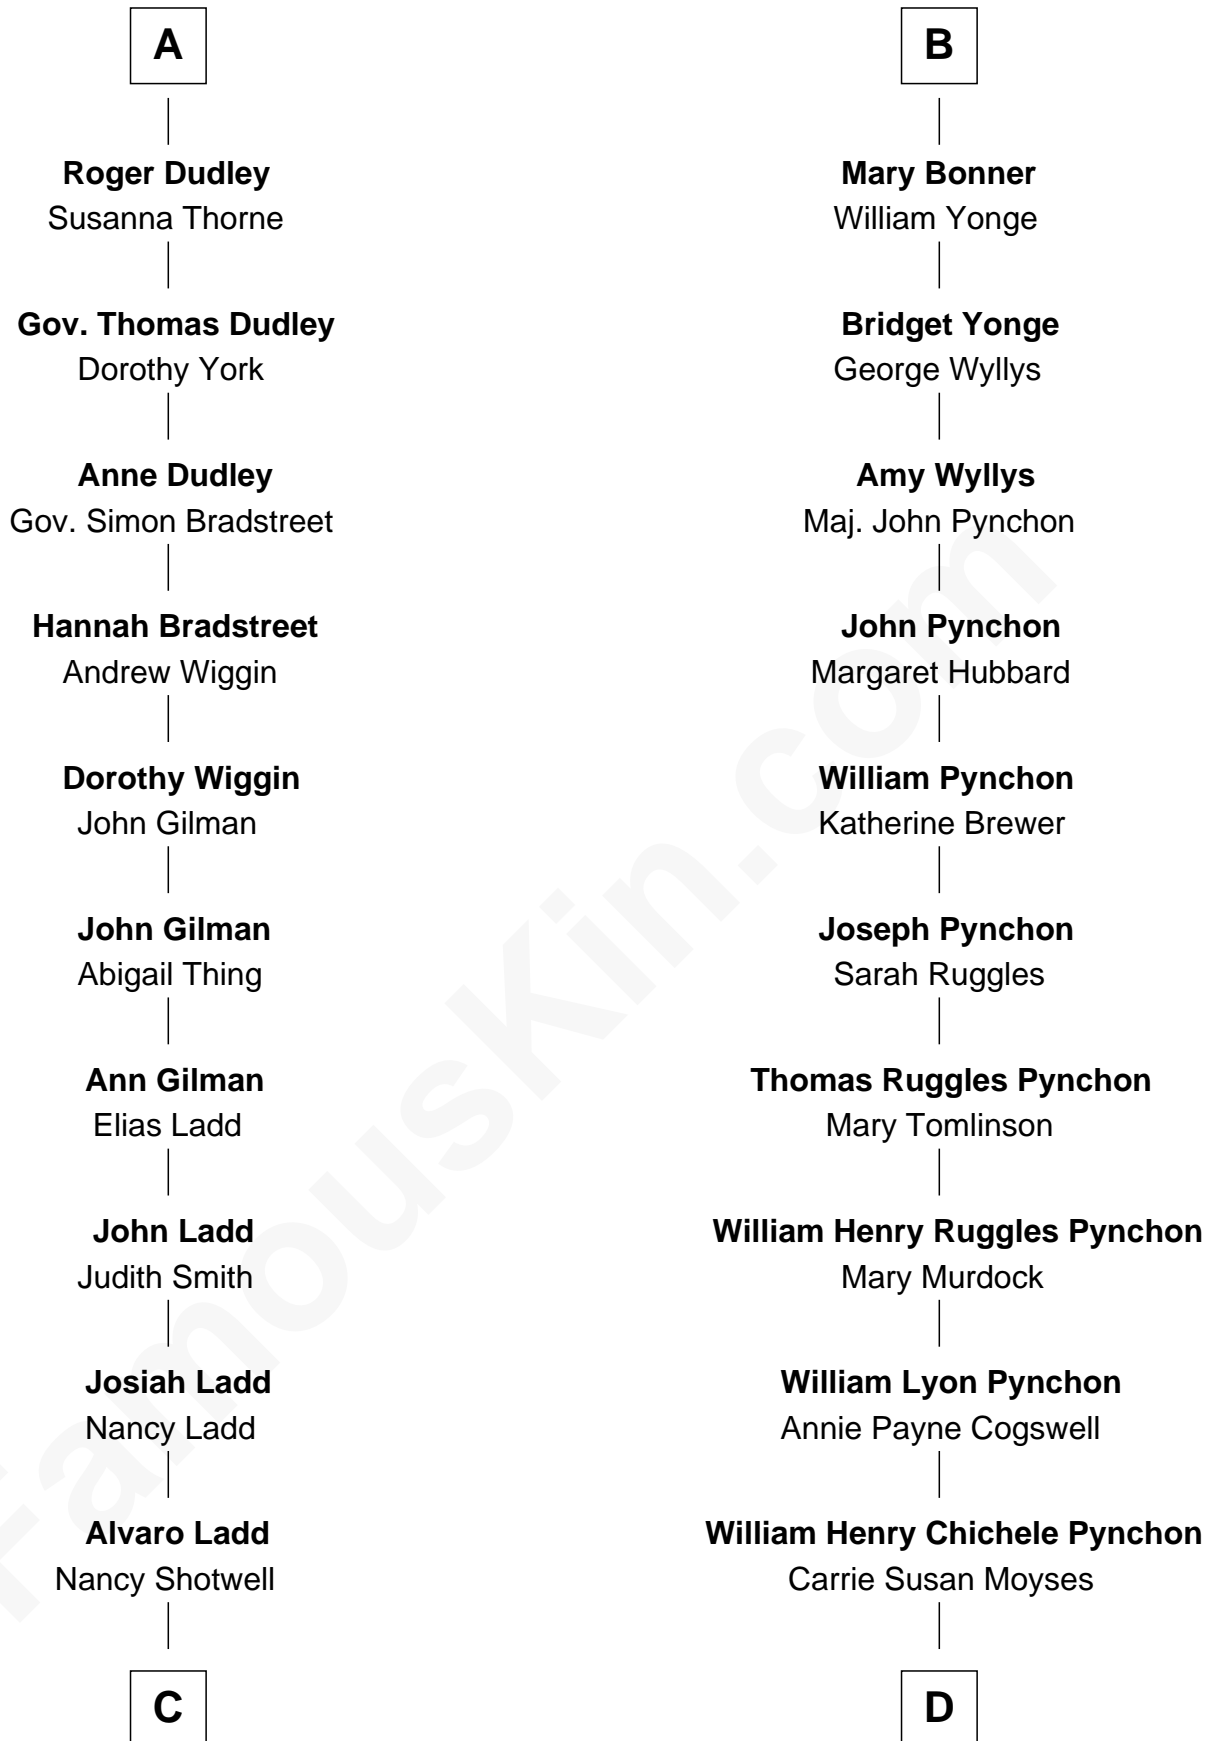 A
Roger Dudley
Susanna Thorne
Gov. Thomas Dudley
Dorothy York
Anne Dudley
Gov. Simon Bradstreet
Hannah Bradstreet
Andrew Wiggin
Dorothy Wiggin
John Gilman
John Gilman
Abigail Thing
Ann Gilman
Elias Ladd
John Ladd
Judith Smith
Josiah Ladd
Nancy Ladd
Alvaro Ladd
Nancy Shotwell
C
B
Mary Bonner
William Yonge
Bridget Yonge
George Wyllys
Amy Wyllys
Maj. John Pynchon
John Pynchon
Margaret Hubbard
William Pynchon
Katherine Brewer
Joseph Pynchon
Sarah Ruggles
Thomas Ruggles Pynchon
Mary Tomlinson
William Henry Ruggles Pynchon
Mary Murdock
William Lyon Pynchon
Annie Payne Cogswell
William Henry Chichele Pynchon
Carrie Susan Moyses
D
FamousKin.com